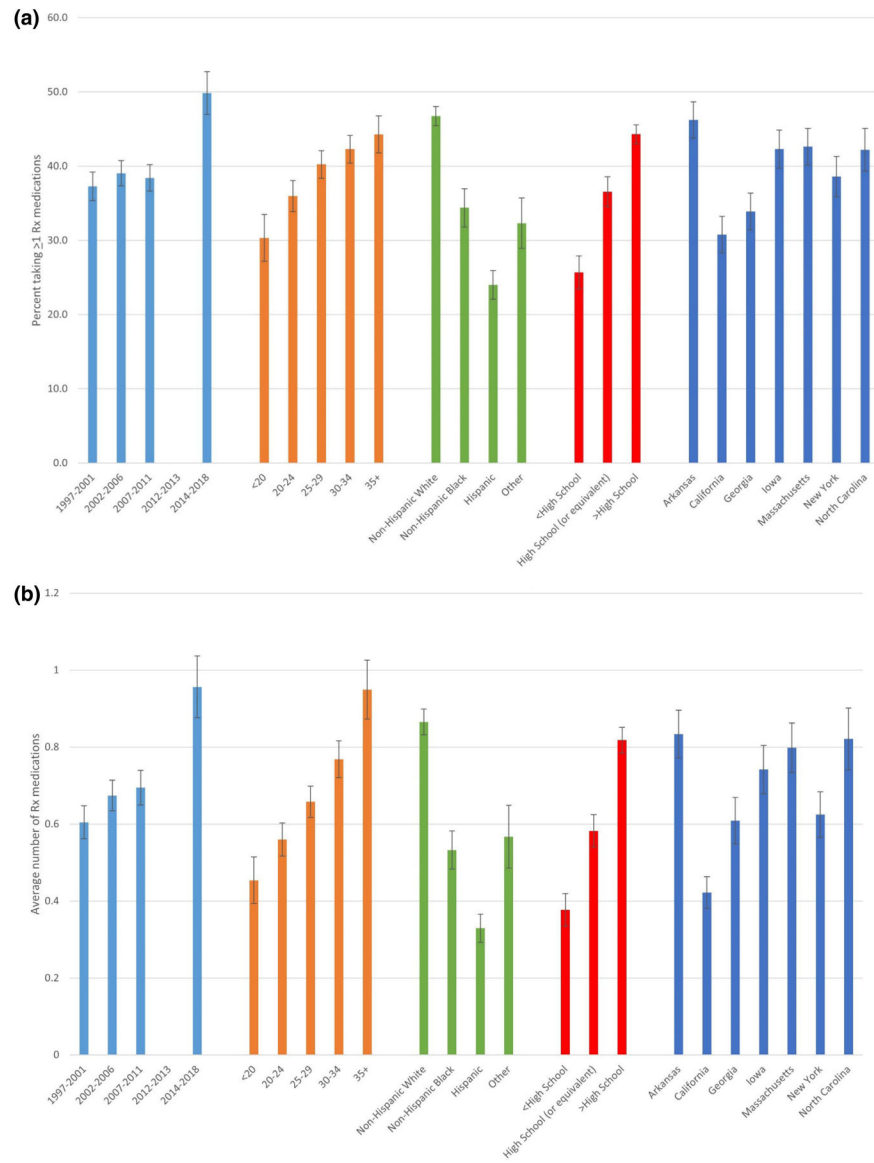 (a)
60.0
50.0
40.0
30.0
20.0
10.0
0.0
Percent taking >1 Rx medications
1997-2001
2002-2006
2007-2011
2012-2013
2014-2018
<20
20-24
25-29
30-34
35+
Non-Hispanic White
Non-Hispanic Black
Hispanic
Other
<High School
High School (or equivalent)
>High School
Arkansas
California
Georgia
Iowa
Massachusetts
New York
North Carolina
(b)
1.2
1
0.8
0.6
0.4
0.2
0
Average number of Rx medications
1997-2001
2002-2006
2007-2011
2012-2013
2014-2018
<20
20-24
25-29
30-34
35+
Non-Hispanic White
Non-Hispanic Black
Hispanic
Other
<High School
High School (or equivalent)
>High School
Arkansas
California
Georgia
Iowa
Massachusetts
New York
North Carolina